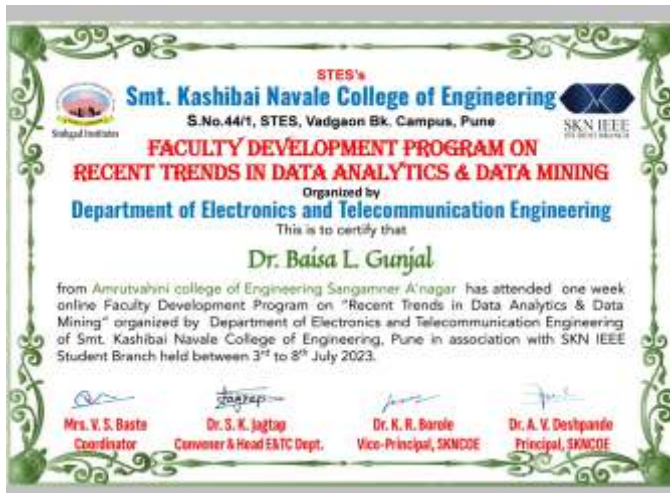 STES's
Smt. Kashibai Navale College of Engineering
S.No.44/1, STES, Vadgaon Bk. Campus, Pune
Sinhgad Institutes
SKN IEEE
STUDENT BRANCH
FACULTY DEVELOPMENT PROGRAM ON
RECENT TRENDS IN DATA ANALYTICS & DATA MINING
Organized by
Department of Electronics and Telecommunication Engineering
This is to certify that
Dr. Baisa L. Gunjal
from Amrutvahini college of Engineering Sangamner A'nagar has attended one week
online Faculty Development Program on "Recent Trends in Data Analytics & Data
Mining" organized by Department of Electronics and Telecommunication Engineering
of Smt. Kashibai Navale College of Engineering, Pune in association with SKN IEEE
Student Branch held between 3rd to 8th July 2023.
Mrs. V. S. Baste
Coordinator
Dr. S. K. Jagtap
Convener & Head E&TC Dept.
Dr. K. R. Borole
Vice-Principal, SKNCOE
Dr. A. V. Deshpande
Principal, SKNCOE